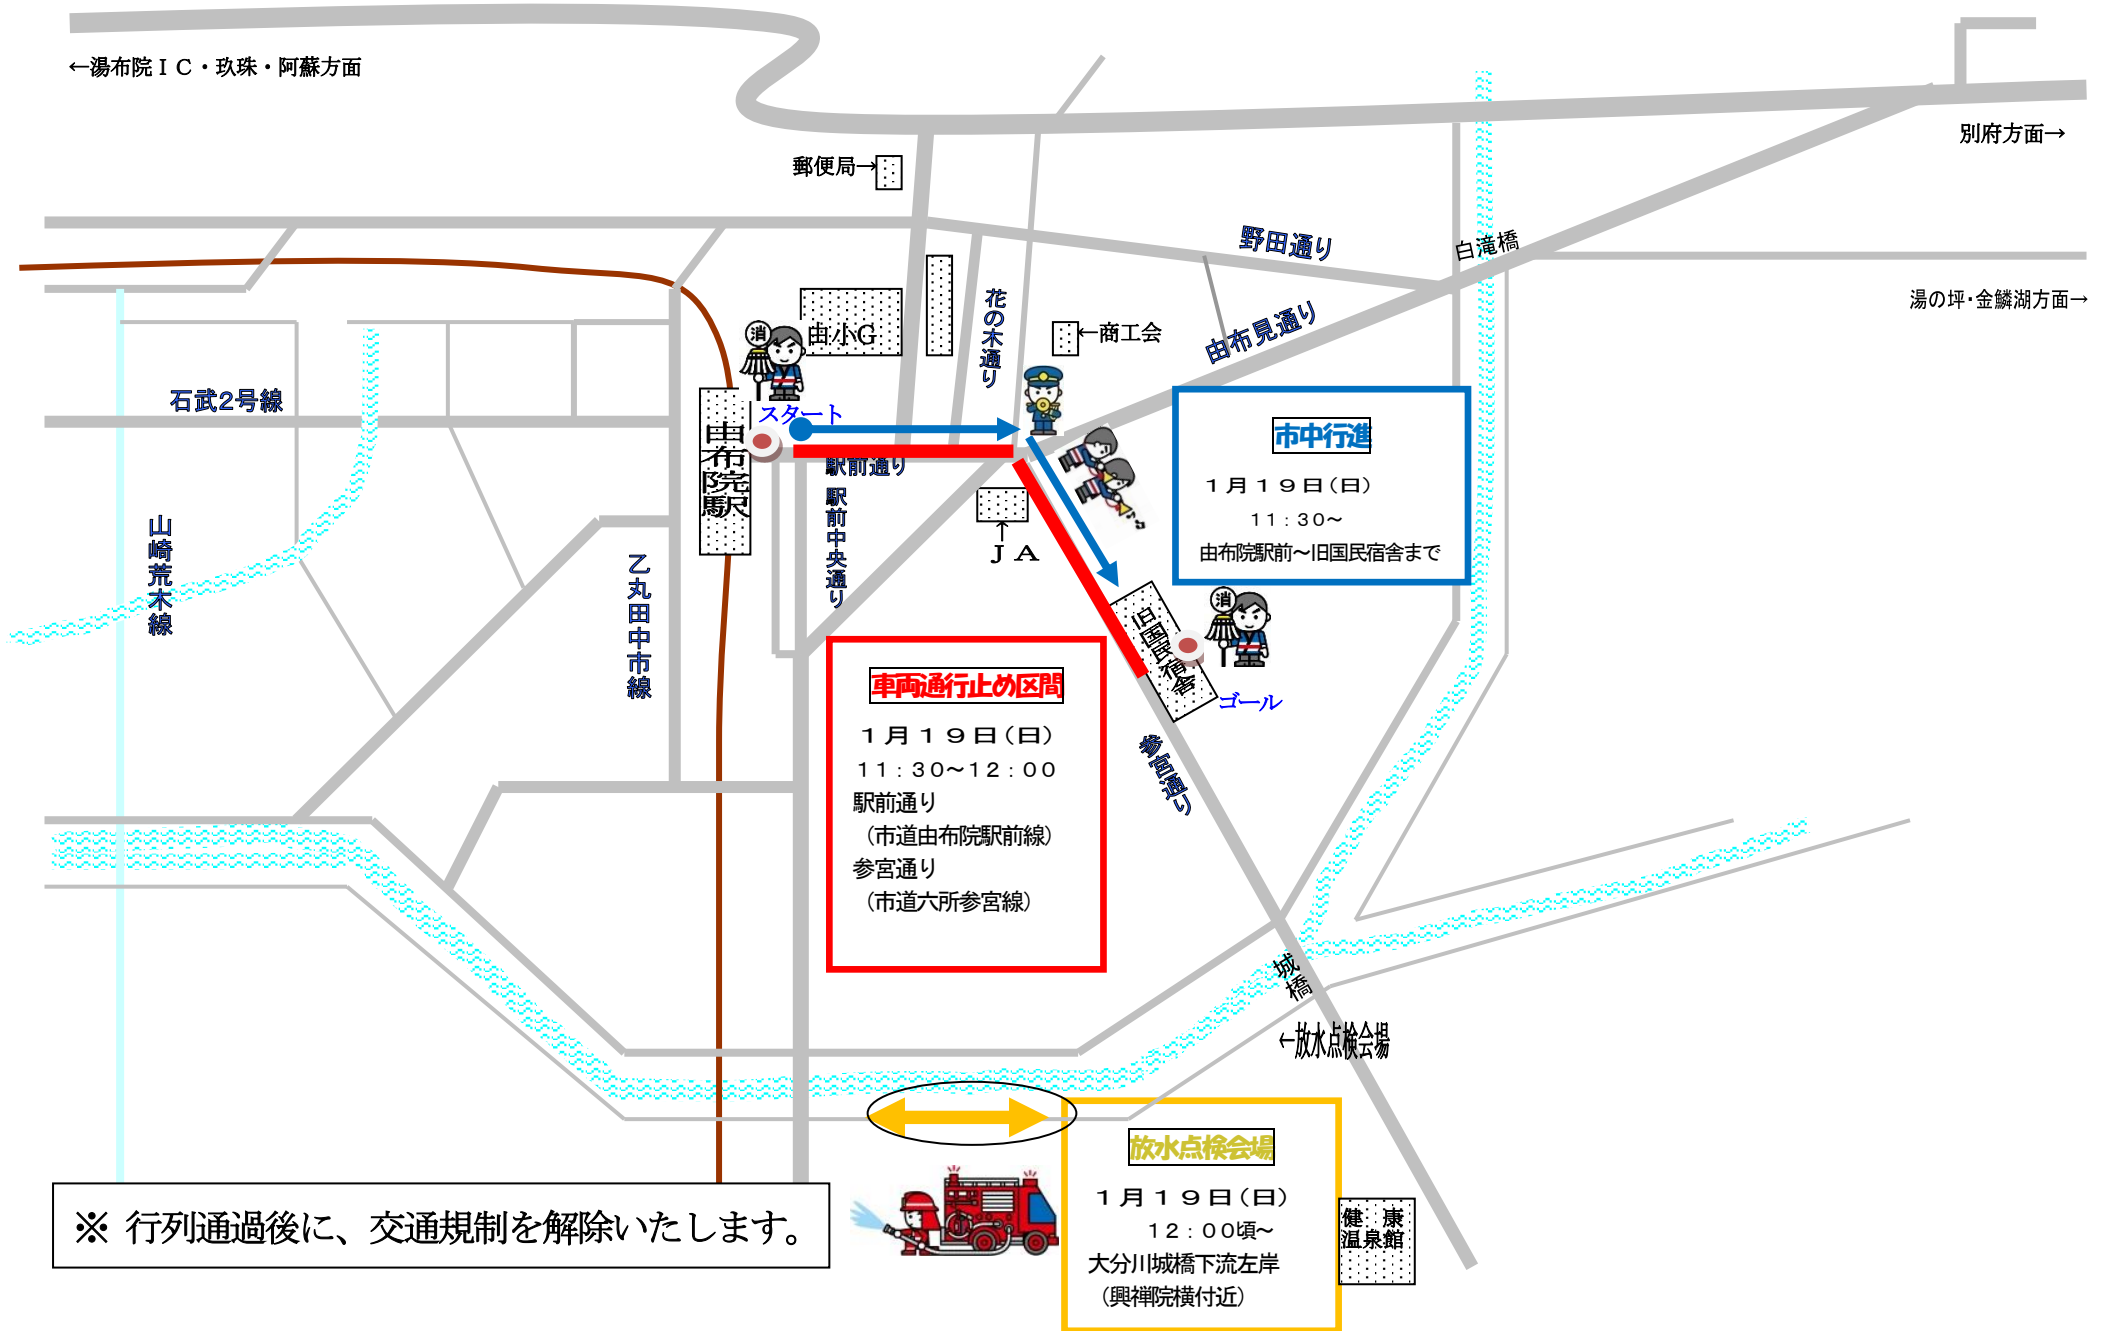 ←湯布院ＩＣ・玖珠・阿蘇方面
別府方面→
郵便局→
野田通り
白滝橋
湯の坪・金鱗湖方面→
花の木通り
由布見通り
←商工会
由小G
消
石武2号線
スタート
由布院駅
駅前通り
駅前中央通り
ＪＡ
市中行進
１月１９日（日）
１１：３０～
由布院駅前～旧国民宿舎まで
山崎荒木線
乙丸田中市線
消
旧国民宿舎
ゴール
車両通行止め区間
１月１９日（日）
１１：３０～１２：００
駅前通り
（市道由布院駅前線）
参宮通り
（市道六所参宮線）
参宮通り
城橋
←放水点検会場
放水点検会場
１月１９日（日）
１２：００頃～
大分川城橋下流左岸
（興禅院横付近）
健　康
温泉館
※ 行列通過後に、交通規制を解除いたします。